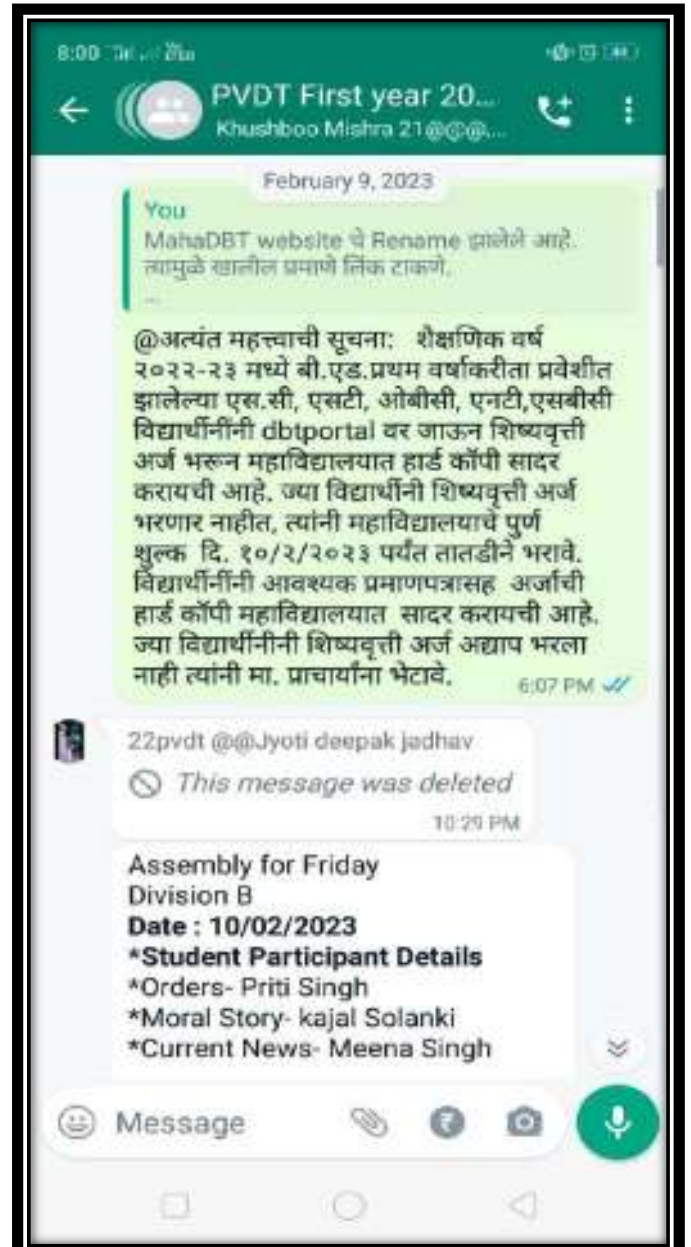 8:00
PVDT First year 20...
Khushboo Mishra 21@@@,...
February 9, 2023
You
MahaDBT website चे Rename झालेले आहे.
त्यामुळे खालील प्रमाणे लिंक टाकणे.
...
@अत्यंत महत्त्वाची सूचना: शैक्षणिक वर्ष
२०२२-२३ मध्ये बी.एड.प्रथम वर्षाकरीता प्रवेशीत
झालेल्या एस.सी, एसटी, ओबीसी, एनटी,एसबीसी
विद्यार्थीनींनी dbtportal वर जाऊन शिष्यवृत्ती
अर्ज भरून महाविद्यालयात हार्ड कॉपी सादर
करायची आहे. ज्या विद्यार्थीनी शिष्यवृत्ती अर्ज
भरणार नाहीत, त्यांनी महाविद्यालयाचे पुर्ण
शुल्क दि. १०/२/२०२३ पर्यंत तातडीने भरावे.
विद्यार्थीनींनी आवश्यक प्रमाणपत्रासह अर्जाची
हार्ड कॉपी महाविद्यालयात सादर करायची आहे.
ज्या विद्यार्थीनीनी शिष्यवृत्ती अर्ज अद्याप भरला
नाही त्यांनी मा. प्राचार्यांना भेटावे.
6:07 PM
22pvdt @@Jyoti deepak jadhav
This message was deleted
10:29 PM
Assembly for Friday
Division B
Date : 10/02/2023
*Student Participant Details
*Orders- Priti Singh
*Moral Story- kajal Solanki
*Current News- Meena Singh
Message